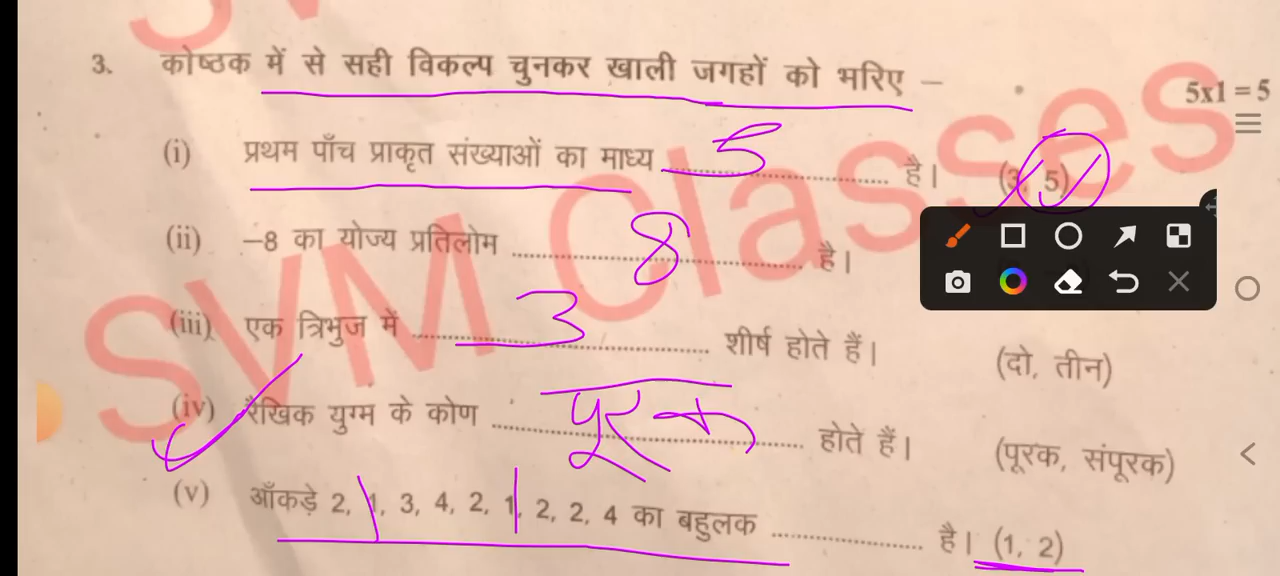 3. कोष्ठक में से सही विकल्प चुनकर खाली जगहों को भरिए – 5x1 = 5
(i) प्रथम पाँच प्राकृत संख्याओं का माध्य 5 है। (3, 5)
(ii) –8 का योज्य प्रतिलोम 8 है।
(iii) एक त्रिभुज में 3 शीर्ष होते हैं। (दो, तीन)
(iv) रैखिक युग्म के कोण पूरक होते हैं। (पूरक, संपूरक)
(v) आँकड़े 2, 1, 3, 4, 2, 1, 2, 2, 4 का बहुलक है। (1, 2)
SVM Classes